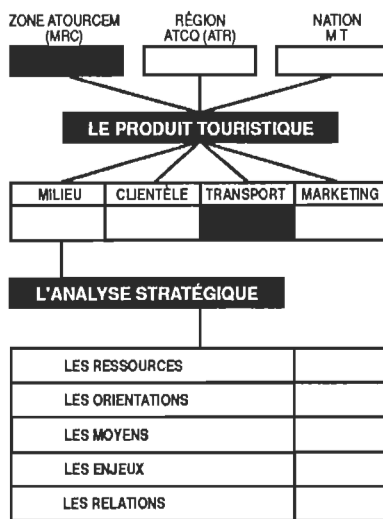 ZONE ATOURCEM
(MRC)
RÉGION
ATCQ (ATR)
NATION
M T
LE PRODUIT TOURISTIQUE
MILIEU CLIENTÈLE TRANSPORT MARKETING
L'ANALYSE STRATÉGIQUE
LES RESSOURCES
LES ORIENTATIONS
LES MOYENS
LES ENJEUX
LES RELATIONS